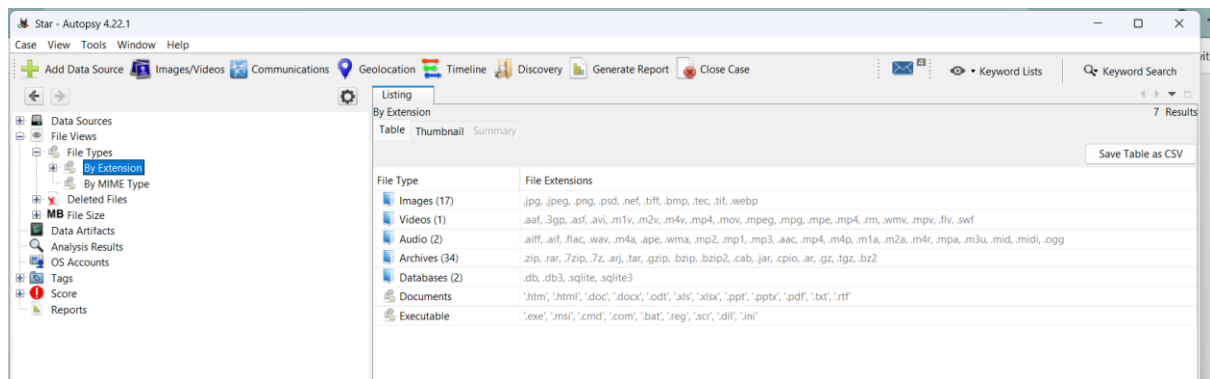 Star - Autopsy 4.22.1
Case View Tools Window Help
Add Data Source Images/Videos Communications Geolocation Timeline Discovery Generate Report Close Case 4 Keyword Lists Keyword Search
Listing
By Extension 7 Results
Table Thumbnail Summary
Save Table as CSV
Data Sources
File Views
File Types
By Extension
By MIME Type
Deleted Files
MB File Size
Data Artifacts
Analysis Results
OS Accounts
Tags
Score
Reports
File Type File Extensions
Images (17) .jpg, .jpeg, .png, .psd, .nef, .tiff, .bmp, .tec, .tif, .webp
Videos (1) .aaf, .3gp, .asf, .avi, .m1v, .m2v, .m4v, .mp4, .mov, .mpeg, .mpg, .mpe, .mp4, .rm, .wmv, .mpv, .flv, .swf
Audio (2) .aiff, .aif, .flac, .wav, .m4a, .ape, .wma, .mp2, .mp1, .mp3, .aac, .mp4, .m4p, .m1a, .m2a, .m4r, .mpa, .m3u, .mid, .midi, .ogg
Archives (34) .zip, .rar, .7zip, .7z, .arj, .tar, .gzip, .bzip, .bzip2, .cab, .jar, .cpio, .ar, .gz, .tgz, .bz2
Databases (2) .db, .db3, .sqlite, .sqlite3
Documents '.htm', '.html', '.doc', '.docx', '.odt', '.xls', '.xlsx', '.ppt', '.pptx', '.pdf', '.txt', '.rtf'
Executable '.exe', '.msi', '.cmd', '.com', '.bat', '.reg', '.scr', '.dll', '.ini'